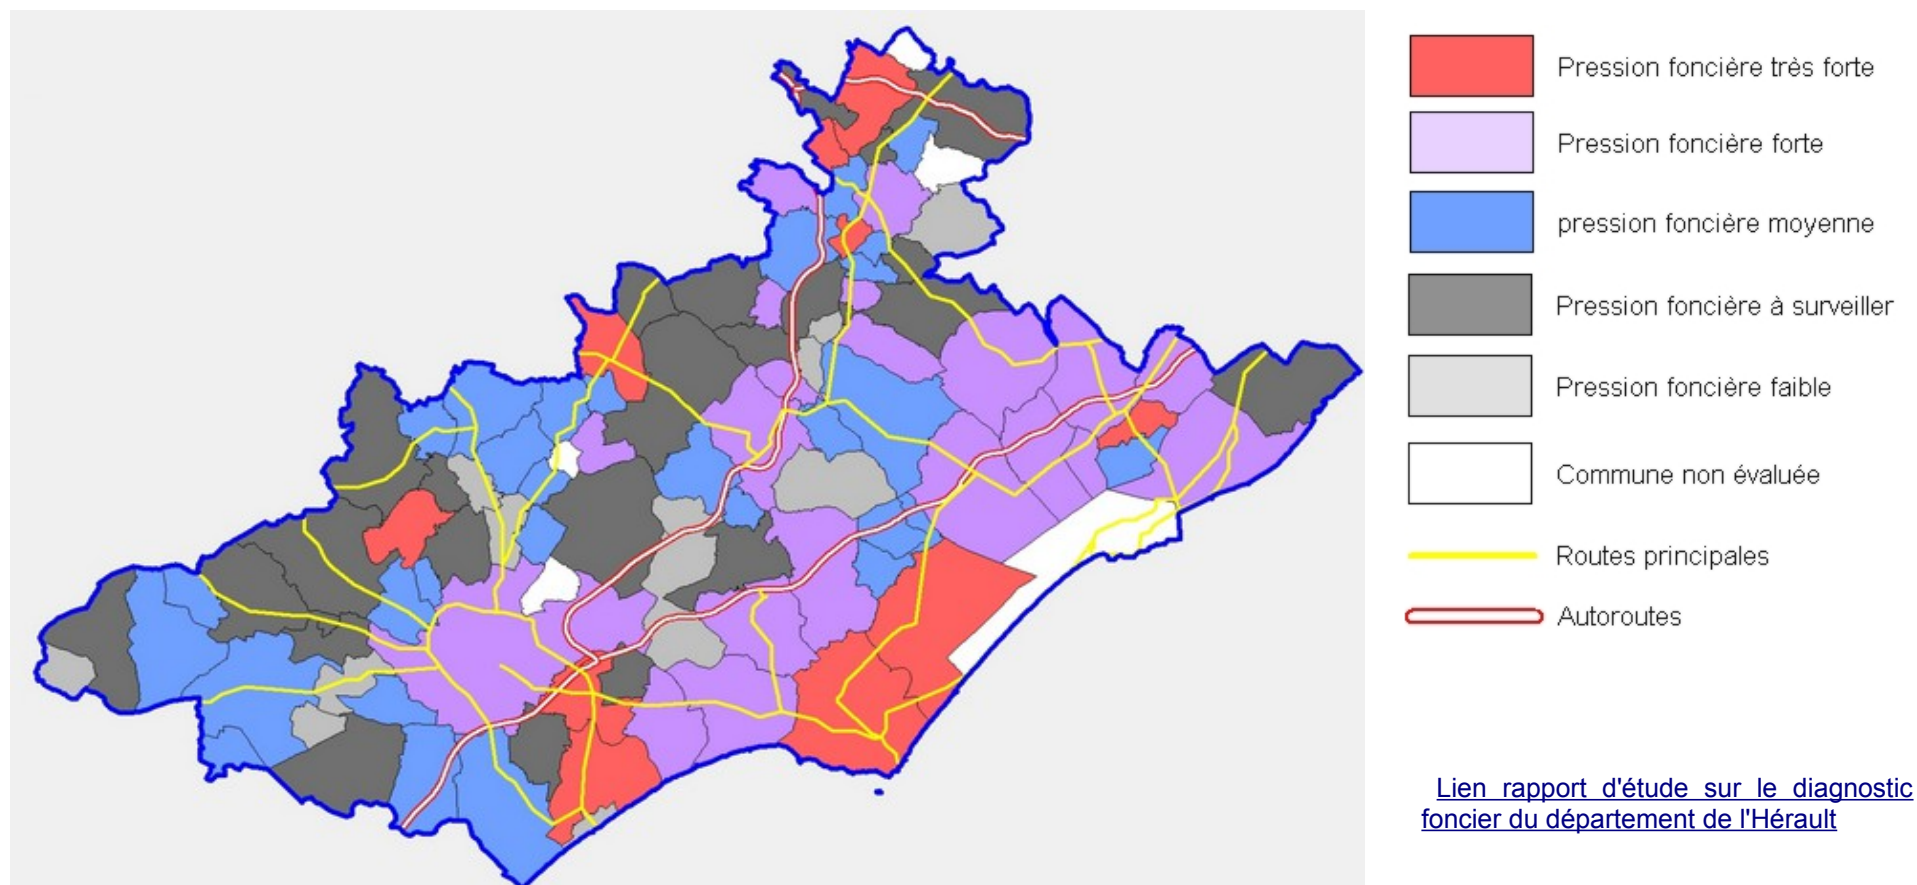 Pression foncière très forte
Pression foncière forte
pression foncière moyenne
Pression foncière à surveiller
Pression foncière faible
Commune non évaluée
Routes principales
Autoroutes
Lien rapport d'étude sur le diagnostic
foncier du département de l'Hérault